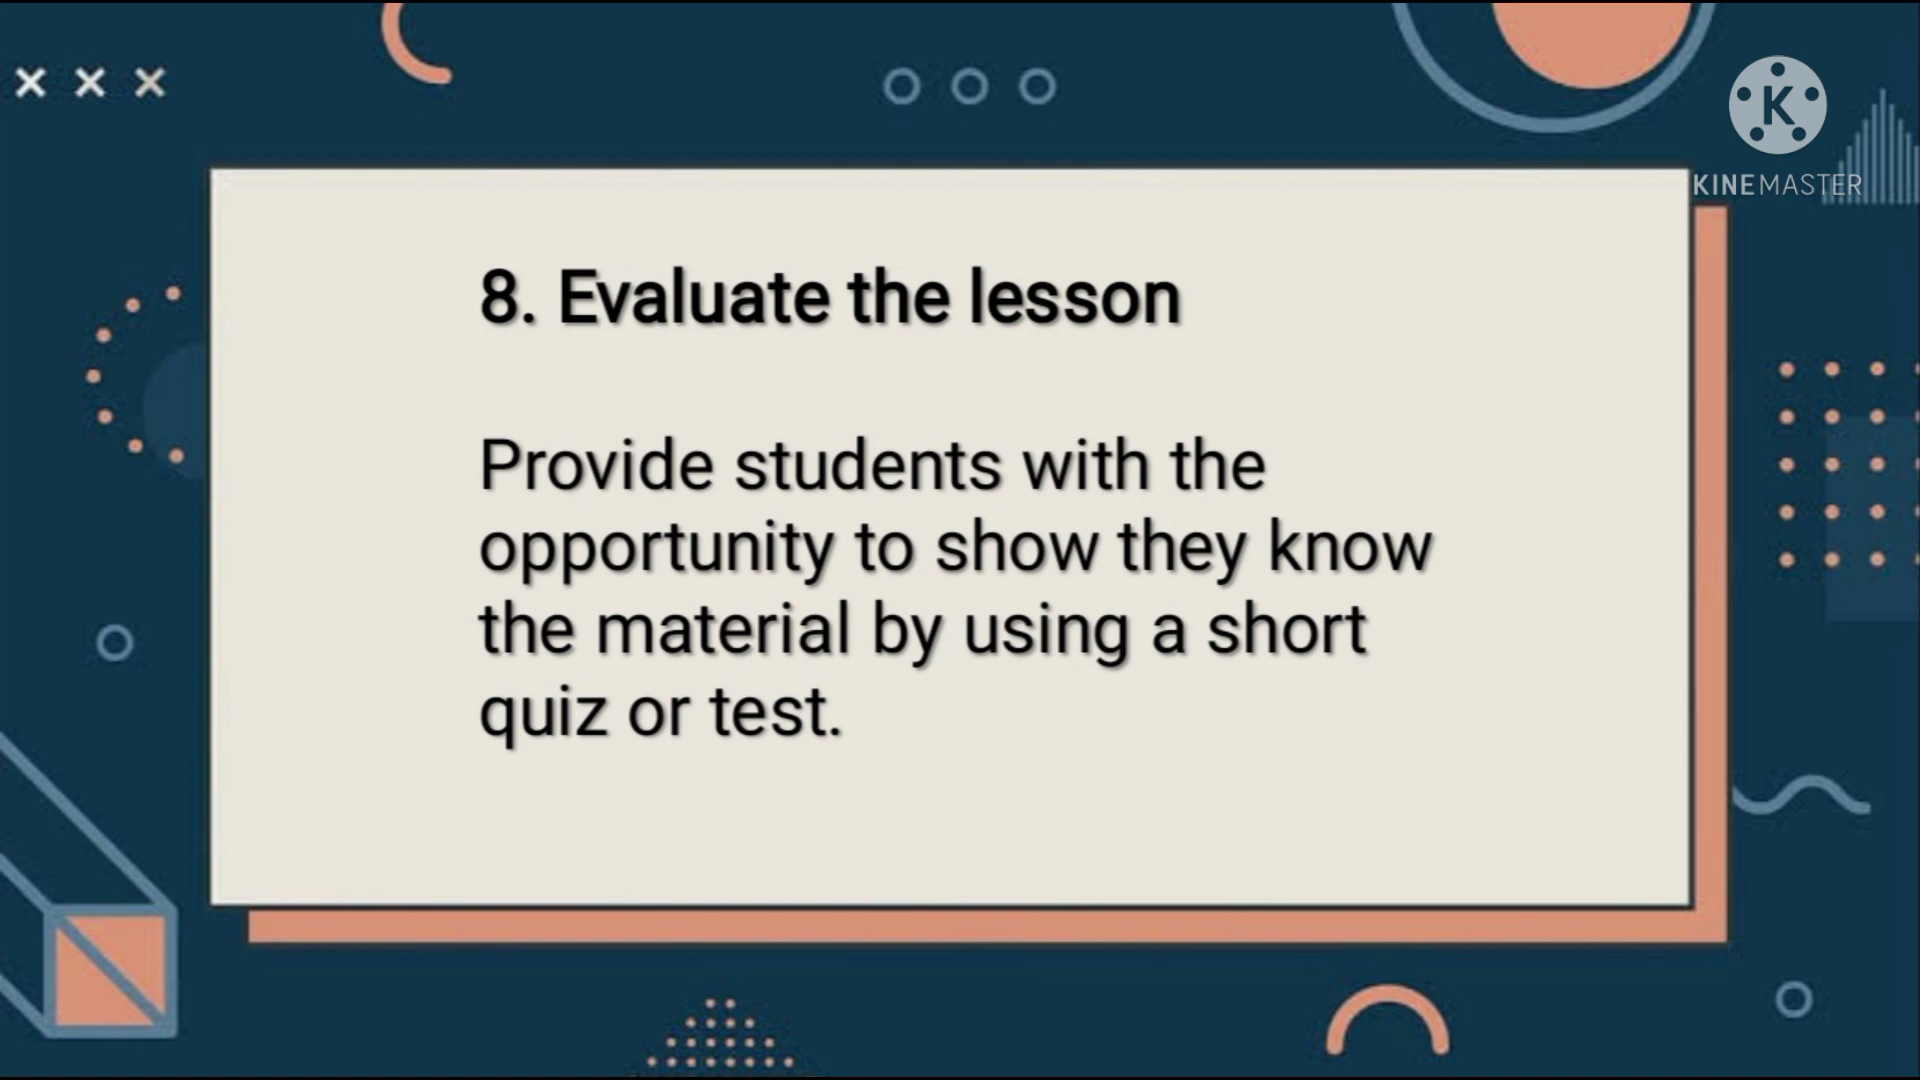 K
KINEMASTER
8. Evaluate the lesson
Provide students with the
opportunity to show they know
the material by using a short
quiz or test.